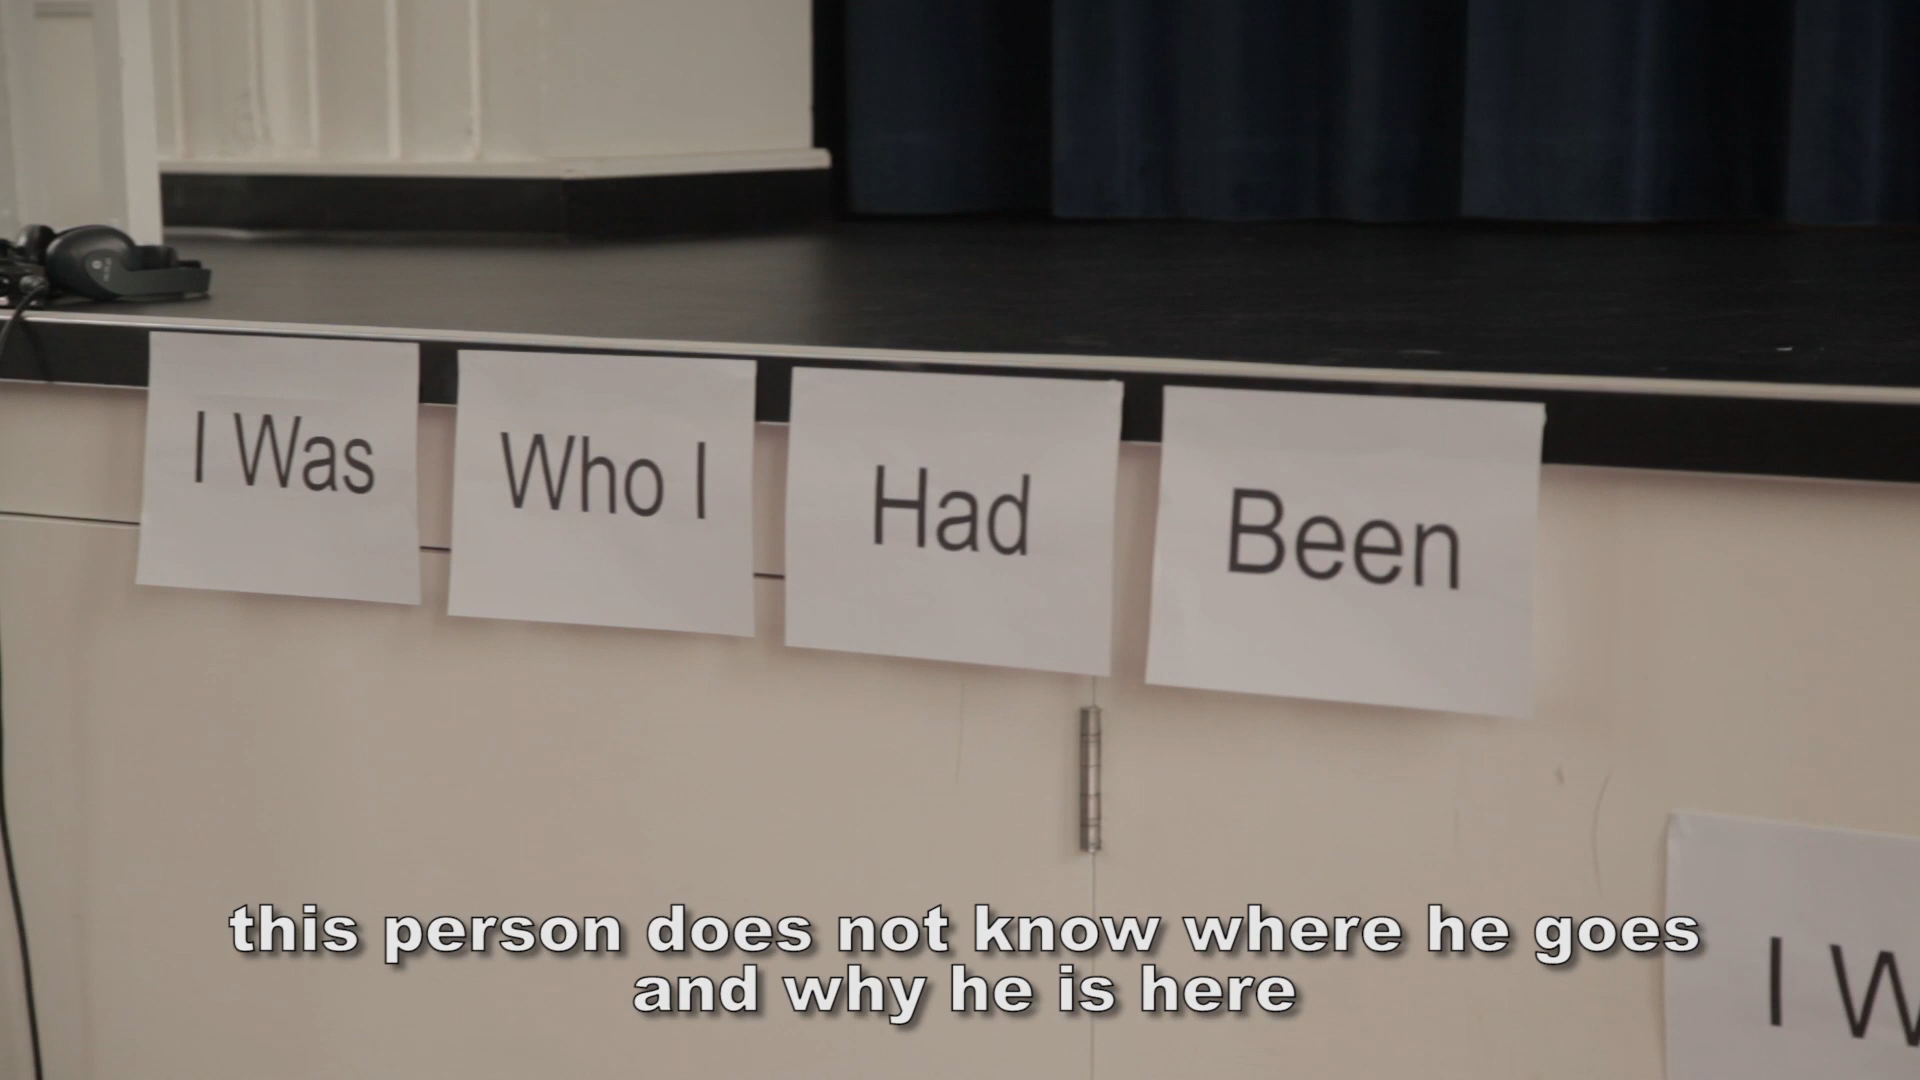 I Was
Who I
Had
Been
I W
this person does not know where he goes
and why he is here